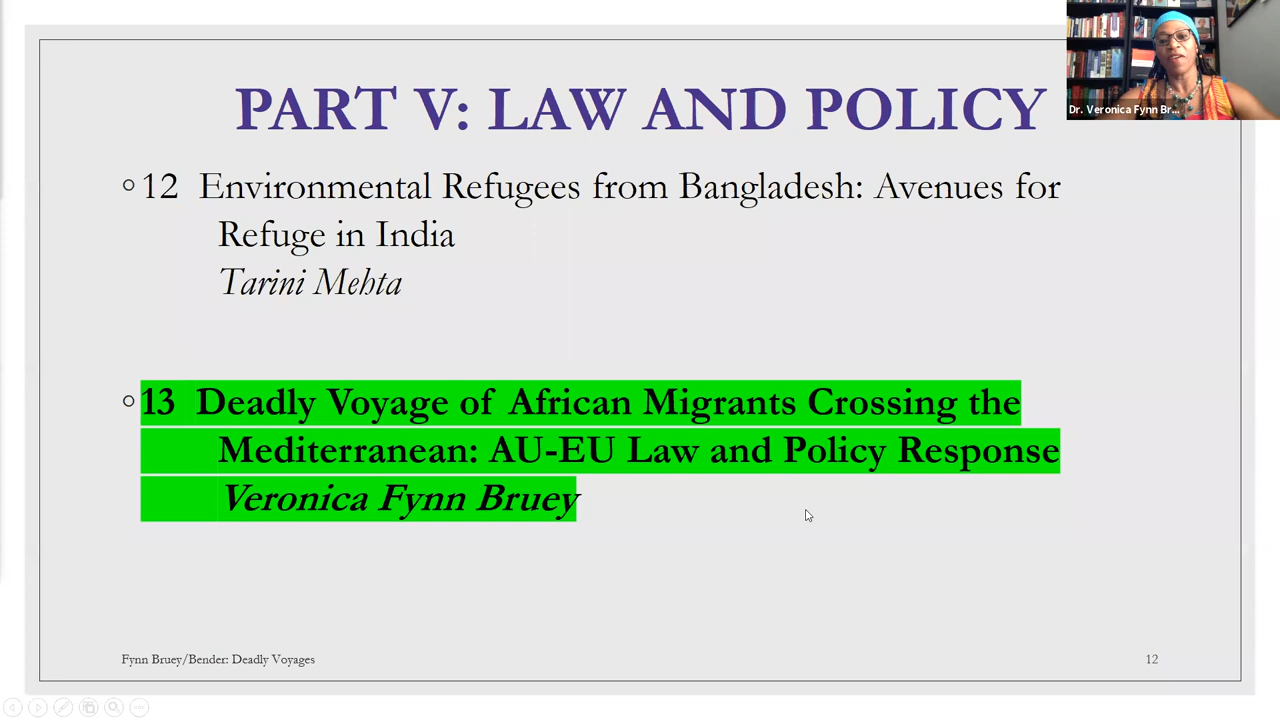 PART V: LAW AND POLICY
Dr. Veronica Fynn Br...
12 Environmental Refugees from Bangladesh: Avenues for
Refuge in India
Tarini Mehta
13 Deadly Voyage of African Migrants Crossing the
Mediterranean: AU-EU Law and Policy Response
Veronica Fynn Bruey
Fynn Bruey/Bender: Deadly Voyages
12